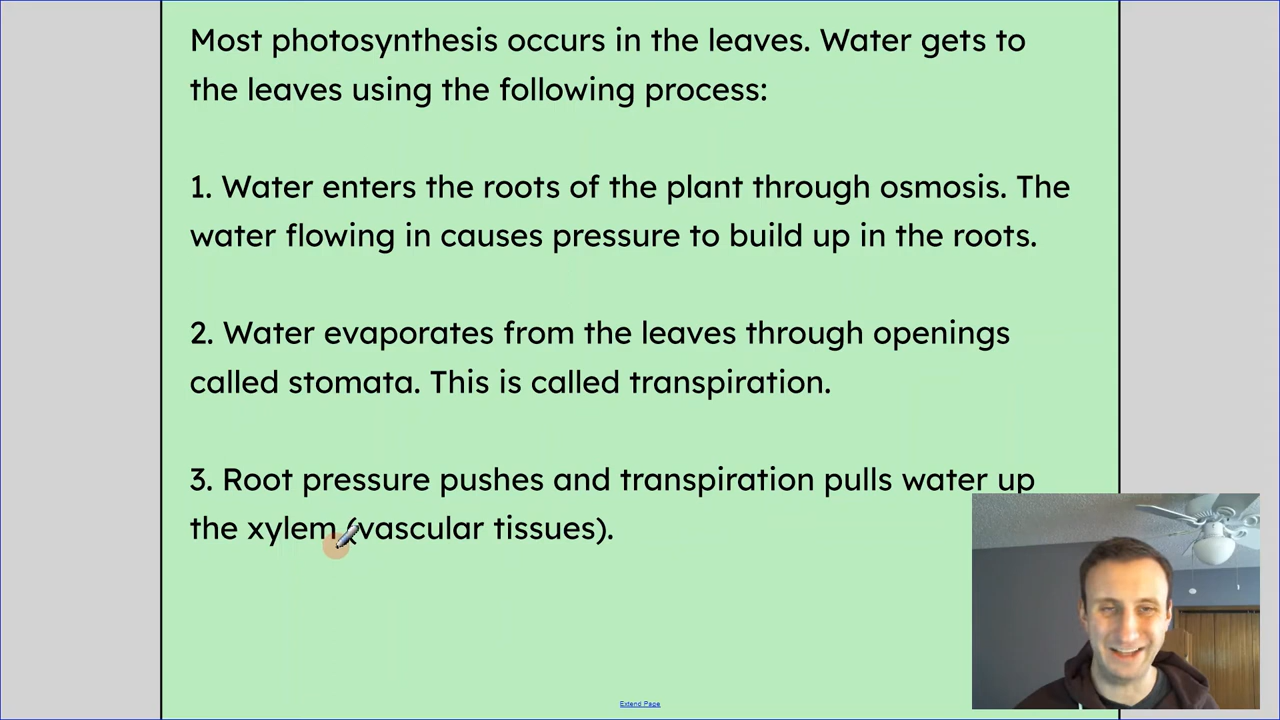 Most photosynthesis occurs in the leaves. Water gets to
the leaves using the following process:
1. Water enters the roots of the plant through osmosis. The
water flowing in causes pressure to build up in the roots.
2. Water evaporates from the leaves through openings
called stomata. This is called transpiration.
3. Root pressure pushes and transpiration pulls water up
the xylem (vascular tissues).
Extend Page